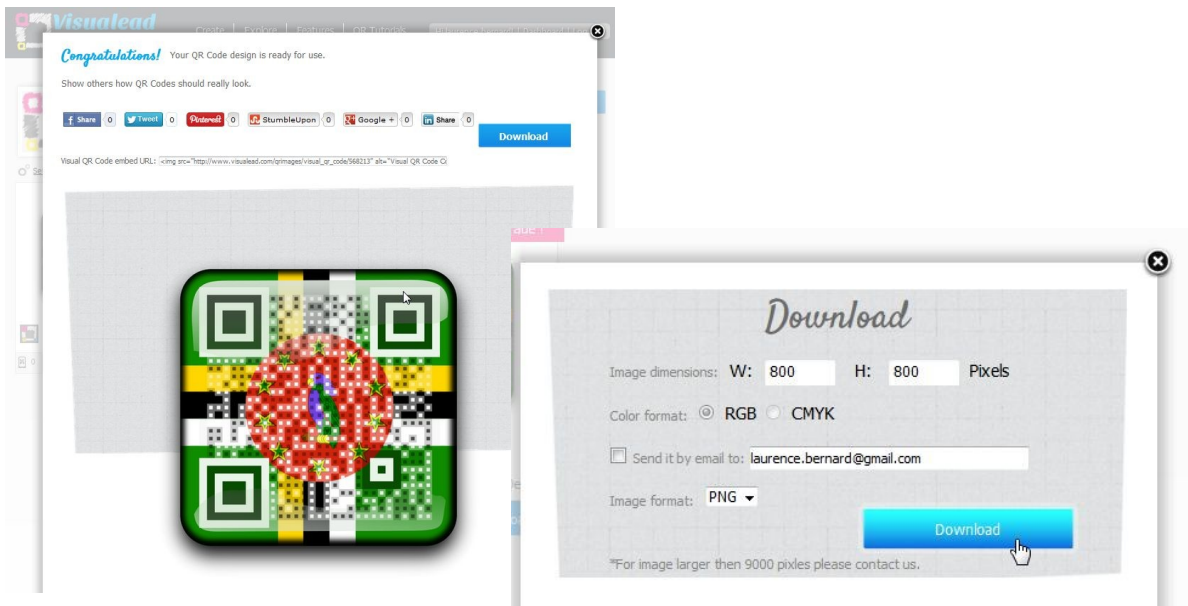 Visualead
Create | Explore | Features | QR Tutorials
Congratulations! Your QR Code design is ready for use.
Show others how QR Codes should really look.
f Share 0 Tweet 0 Pinterest 0 StumbleUpon 0 Google + 0 in Share 0
Download
Visual QR Code embed URL: <img src="http://www.visualead.com/qrimages/visual_qr_code/568213" alt="Visual QR Code Co
Download
Image dimensions: W: 800 H: 800 Pixels
Color format: RGB CMYK
Send it by email to: laurence.bernard@gmail.com
Image format: PNG
Download
*For image larger then 9000 pixles please contact us.